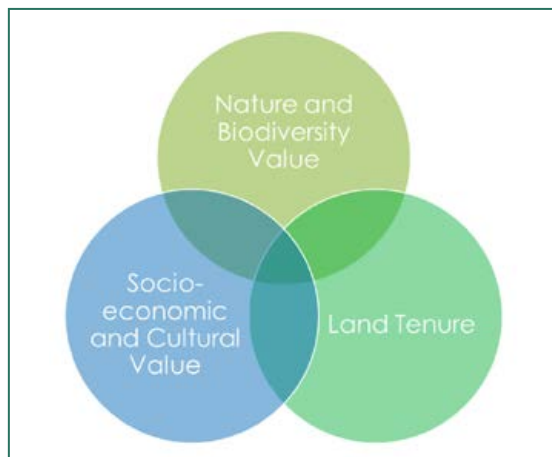 Nature and
Biodiversity
Value
Socio-
economic
and Cultural
Value
Land Tenure